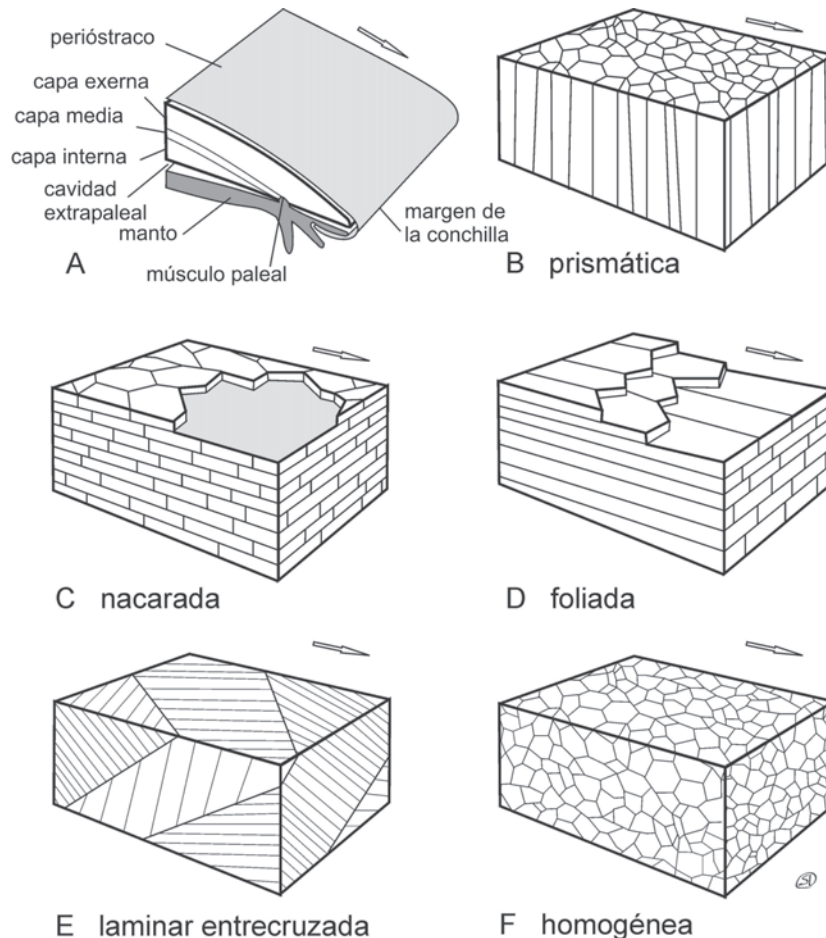 perióstraco
capa exerna
capa media
capa interna
cavidad
extrapaleal
manto
músculo paleal
margen de
la conchilla
A
B prismática
C nacarada
D foliada
E laminar entrecruzada
F homogénea